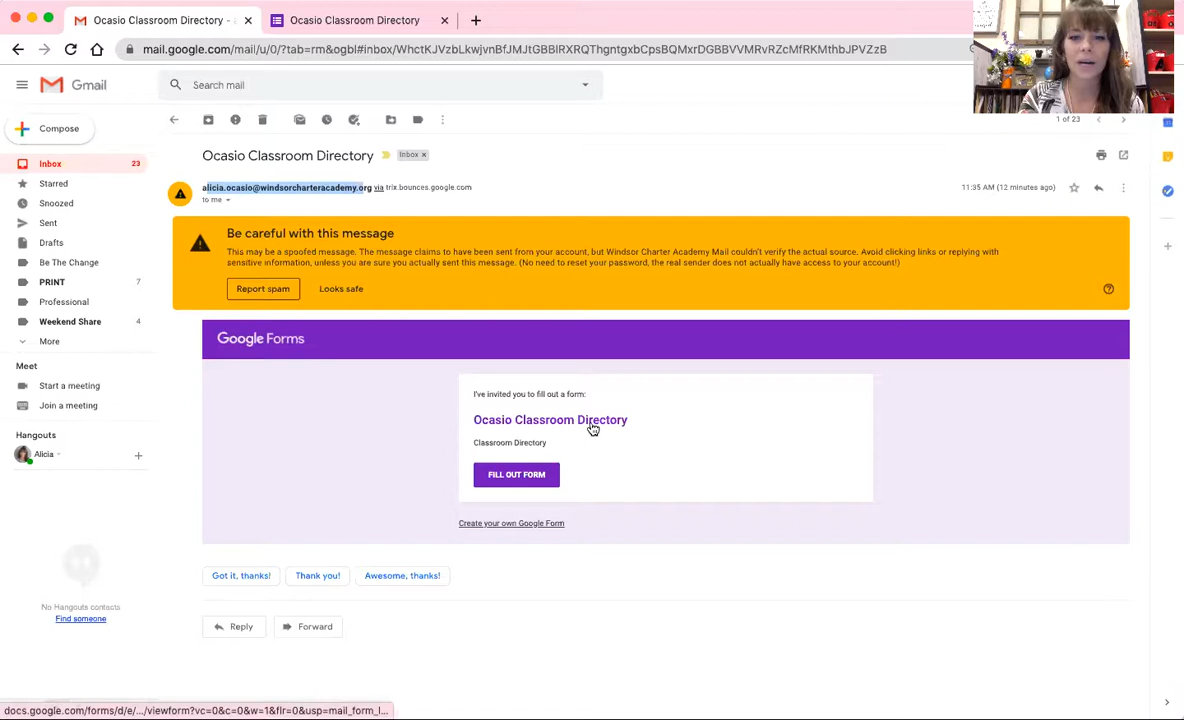 Ocasio Classroom Directory -
Ocasio Classroom Directory
mail.google.com/mail/u/0/?tab=rm&ogbl#inbox/WhctKJVzbLkwjvnBfJMJtGBBlRXRQThgntgxbCpsBQMxrDGBBVVMRvRZcMfRKMthbJPVZzB
Gmail
Search mail
1 of 23
Compose
Ocasio Classroom Directory
Inbox
Inbox 23
Starred
Snoozed
Sent
Drafts
Be The Change
PRINT 7
Professional
Weekend Share 4
More
alicia.ocasio@windsorcharteracademy.org via trix.bounces.google.com
11:35 AM (12 minutes ago)
to me
Be careful with this message
This may be a spoofed message. The message claims to have been sent from your account, but Windsor Charter Academy Mail couldn't verify the actual source. Avoid clicking links or replying with
sensitive information, unless you are sure you actually sent this message. (No need to reset your password, the real sender does not actually have access to your account!)
Report spam
Looks safe
Google Forms
I've invited you to fill out a form:
Ocasio Classroom Directory
Classroom Directory
FILL OUT FORM
Create your own Google Form
Meet
Start a meeting
Join a meeting
Hangouts
Alicia
No Hangouts contacts
Find someone
Got it, thanks!
Thank you!
Awesome, thanks!
Reply
Forward
docs.google.com/forms/d/e/.../viewform?vc=0&c=0&w=1&flr=0&usp=mail_form_l...